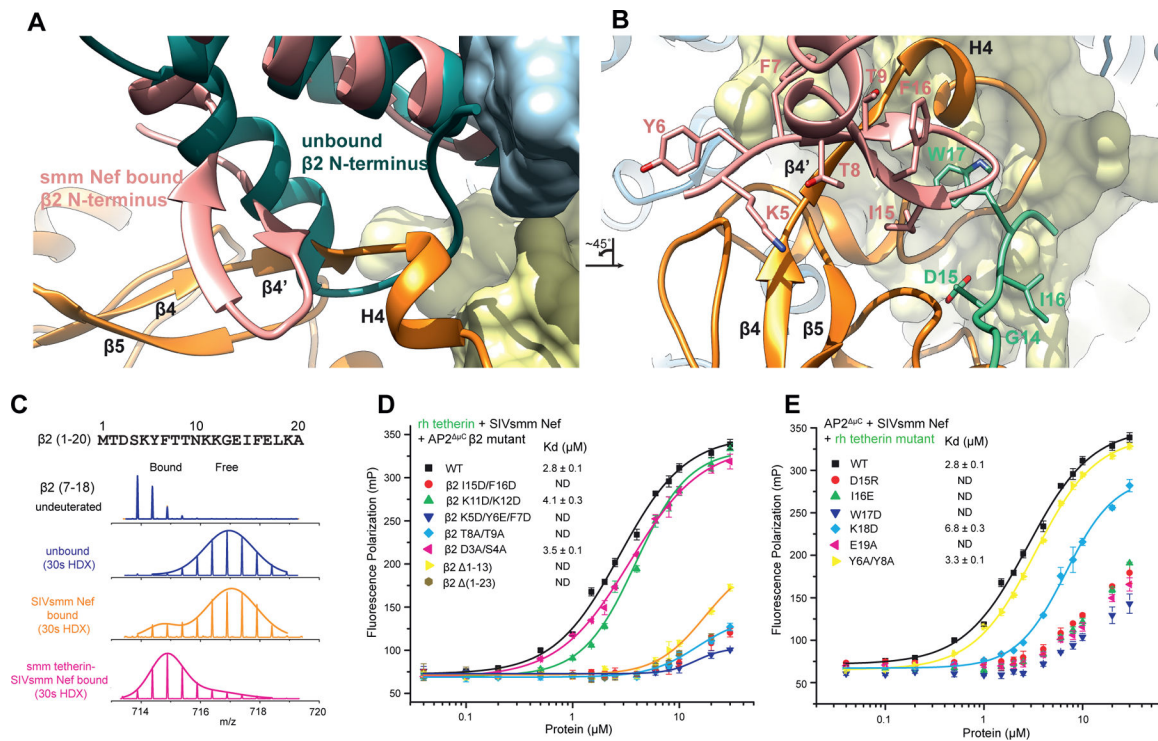 A
unbound
β2 N-terminus
smm Nef bound
β2 N-terminus
β4
β4’
β5
H4
B
~45°
H4
F7
T9
F16
Y6
β4’
W17
T8
K5
I15
D15
I16
β4
β5
G14
C
1 10 20
β2 (1-20) MTDSKYFTTNKKGEIFELKA
Bound Free
β2 (7-18)
undeuterated
unbound
(30s HDX)
SIVsmm Nef
bound
(30s HDX)
smm tetherin-
SIVsmm Nef bound
(30s HDX)
714 716 718 720
m/z
D
rh tetherin + SIVsmm Nef
+ AP2ΔμC β2 mutant Kd (μM)
WT 2.8 ± 0.1
β2 I15D/F16D ND
β2 K11D/K12D 4.1 ± 0.3
β2 K5D/Y6E/F7D ND
β2 T8A/T9A ND
β2 D3A/S4A 3.5 ± 0.1
β2 Δ1-13) ND
β2 Δ(1-23) ND
Fluorescence Polarization (mP)
350
300
250
200
150
100
50
0.1 1 10
Protein (μM)
E
AP2ΔμC + SIVsmm Nef
+ rh tetherin mutant Kd (μM)
WT 2.8 ± 0.1
D15R ND
I16E ND
W17D ND
K18D 6.8 ± 0.3
E19A ND
Y6A/Y8A 3.3 ± 0.1
Fluorescence Polarization (mP)
350
300
250
200
150
100
50
0.1 1 10
Protein (μM)